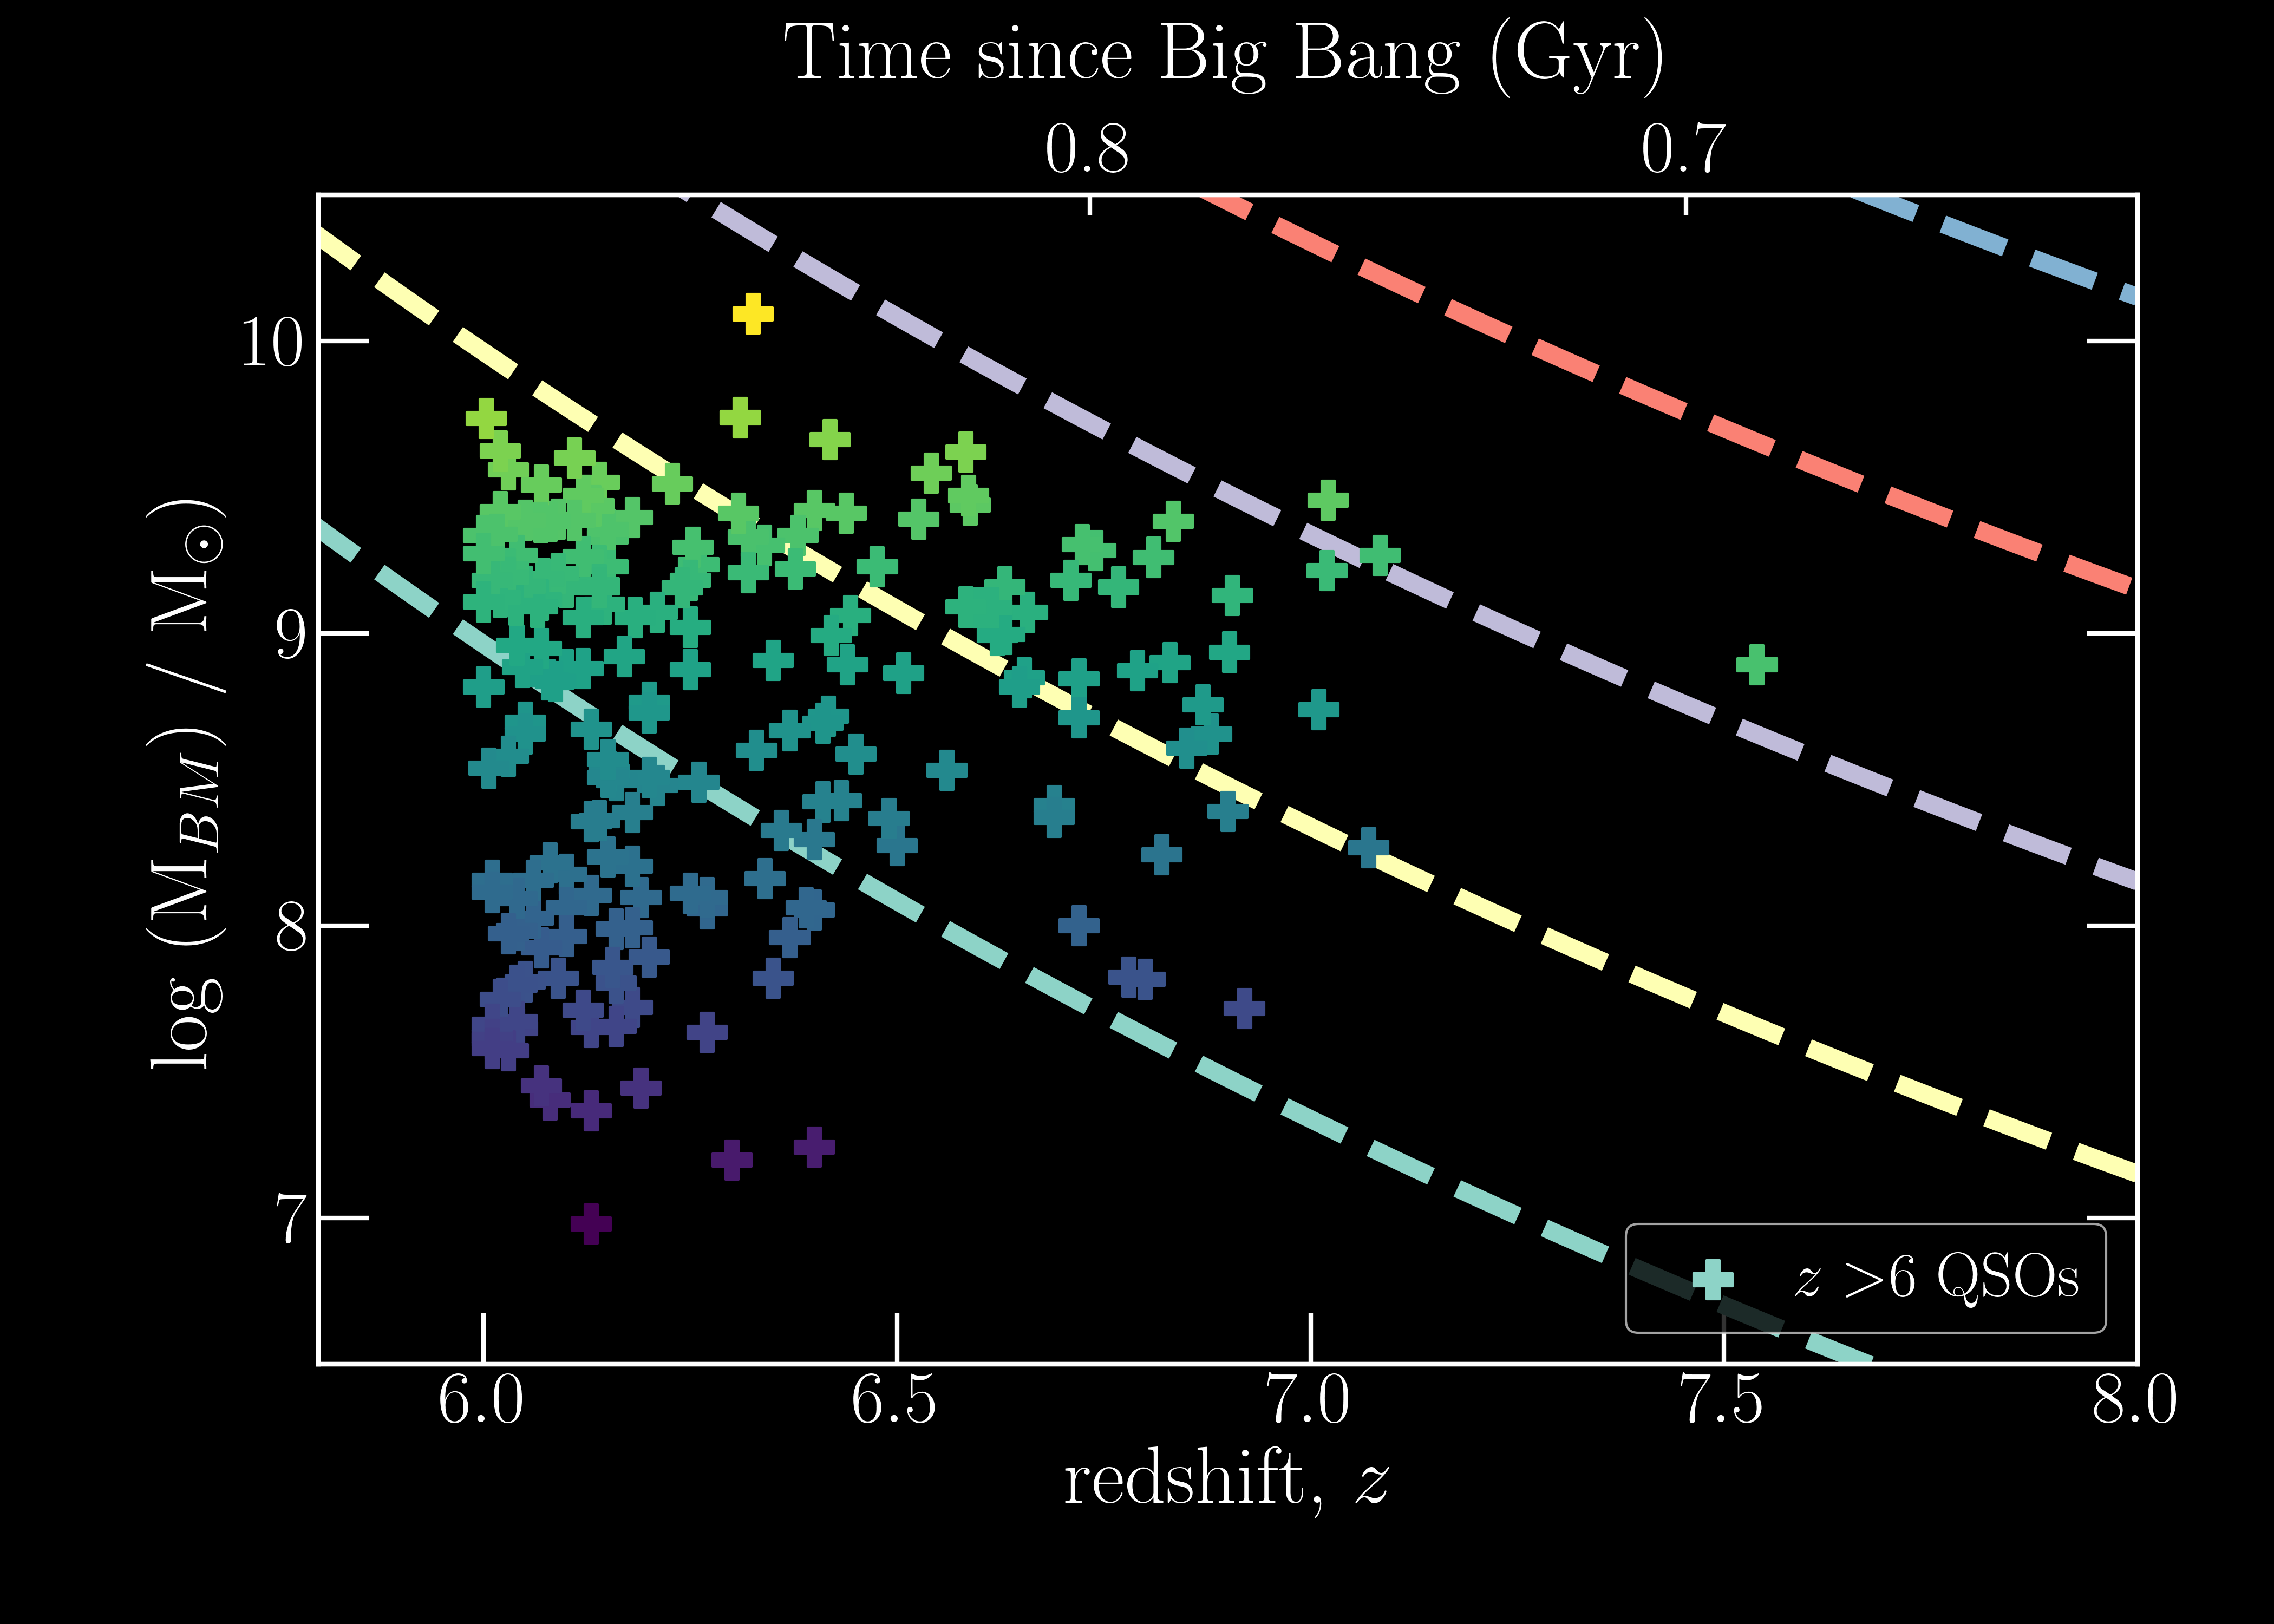 Time since Big Bang (Gyr)
0.8 0.7
log (M_BM) / M_⊙)
10
9
8
7
z >6 QSOs
6.0 6.5 7.0 7.5 8.0
redshift, z